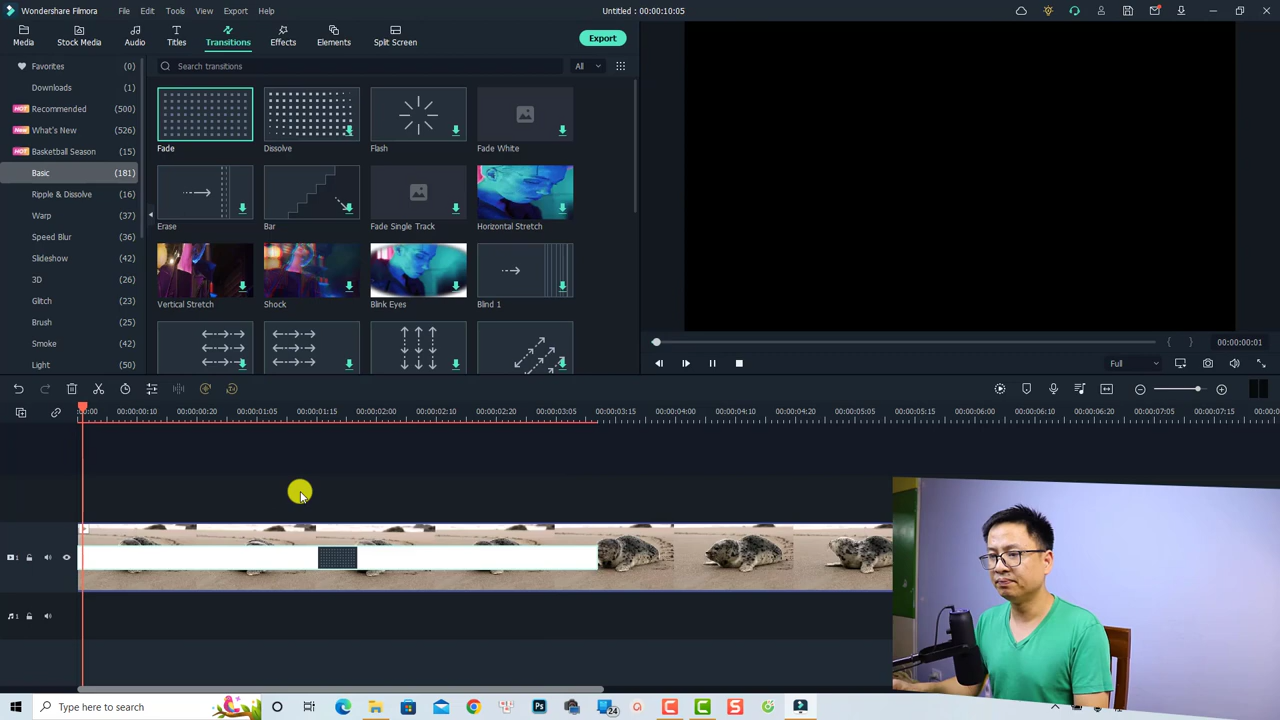 Wondershare Filmora File Edit Tools View Export Help Untitled : 00:00:10:05
Media Stock Media Audio Titles Transitions Effects Elements Split Screen Export
Favorites (0)
Downloads (1)
HOT Recommended (500)
New What's New (526)
HOT Basketball Season (15)
Basic (181)
Ripple & Dissolve (16)
Warp (37)
Speed Blur (36)
Slideshow (42)
3D (26)
Glitch (23)
Brush (25)
Smoke (42)
Light (50)
Search transitions All
Fade Dissolve Flash Fade White
Erase Bar Fade Single Track Horizontal Stretch
Vertical Stretch Shock Blink Eyes Blind 1
00:00:00:01
Full
:00:00 00:00:00:10 00:00:00:20 00:00:01:05 00:00:01:15 00:00:02:00 00:00:02:10 00:00:02:20 00:00:03:05 00:00:03:15 00:00:04:00 00:00:04:10 00:00:04:20 00:00:05:05 00:00:05:15 00:00:06:00 00:00:06:10 00:00:06:20 00:00:07:05 00:00:07:15 00:00:0
1
1
Type here to search Ps 24